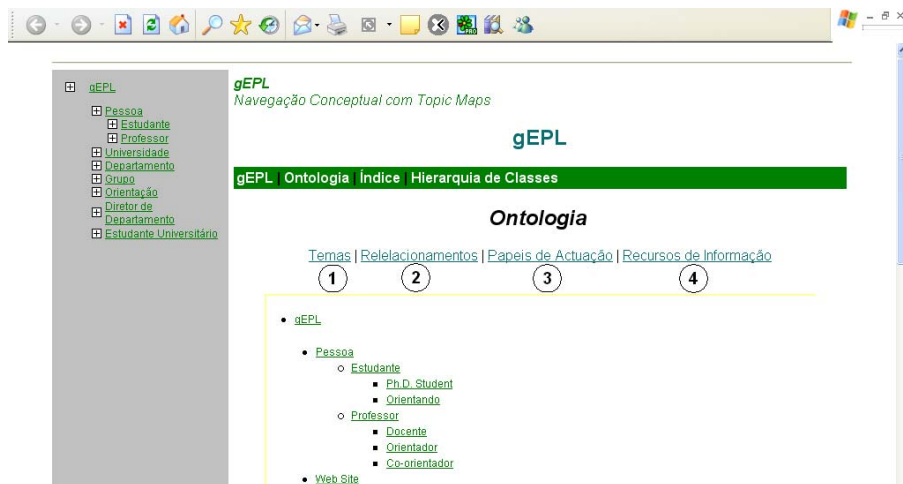 PRO
gEPL
Pessoa
Estudante
Professor
Universidade
Departamento
Grupo
Orientação
Diretor de
Departamento
Estudante Universitário
gEPL
Navegação Conceptual com Topic Maps
gEPL
gEPL | Ontologia | Índice | Hierarquia de Classes
Ontologia
Temas | Relelacionamentos | Papeis de Actuação | Recursos de Informação
1 2 3 4
gEPL
Pessoa
Estudante
Ph.D. Student
Orientando
Professor
Docente
Orientador
Co-orientador
Web Site